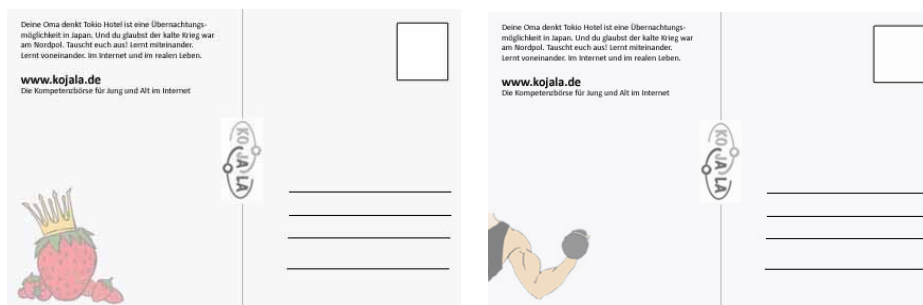 Deine Oma denkt Tokio Hotel ist eine Übernachtungs-
möglichkeit in Japan. Und du glaubst der kalte Krieg war
am Nordpol. Tauscht euch aus! Lernt miteinander.
Lernt voneinander. Im Internet und im realen Leben.
www.kojala.de
Die Kompetenzbörse für Jung und Alt im Internet
KO
JA
LA
Deine Oma denkt Tokio Hotel ist eine Übernachtungs-
möglichkeit in Japan. Und du glaubst der kalte Krieg war
am Nordpol. Tauscht euch aus! Lernt miteinander.
Lernt voneinander. Im Internet und im realen Leben.
www.kojala.de
Die Kompetenzbörse für Jung und Alt im Internet
KO
JA
LA